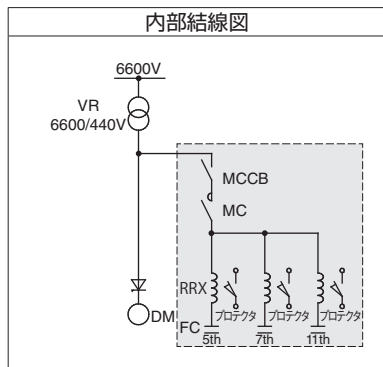 内部結線図
6600V
VR
6600/440V
MCCB
MC
RRX
プロテクタ プロテクタ プロテクタ
DM
FC
5th 7th 11th